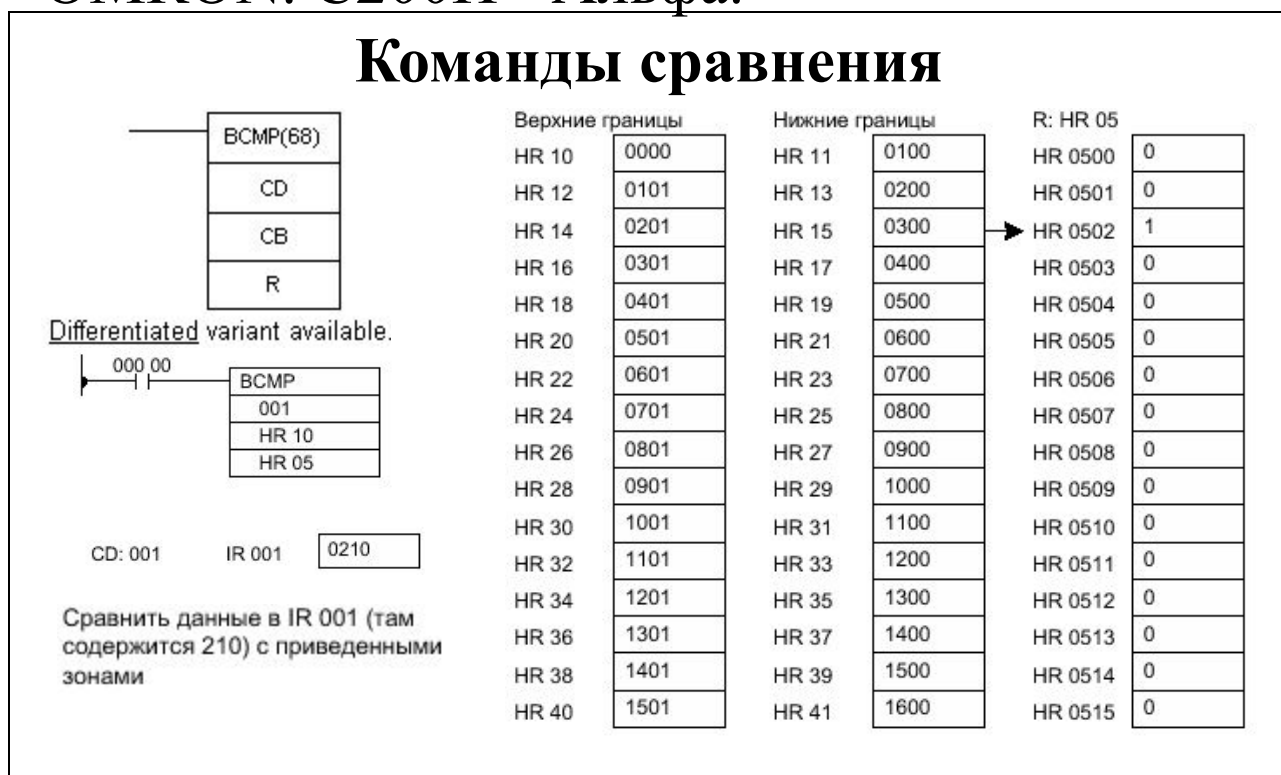 OMRON: C200H - Альфа.
Команды сравнения
BCMP(68)
CD
CB
R
Differentiated variant available.
000 00
BCMP
001
HR 10
HR 05
CD: 001 IR 001 0210
Сравнить данные в IR 001 (там
содержится 210) с приведенными
зонами
Верхние границы Нижние границы R: HR 05
HR 10 0000 HR 11 0100 HR 0500 0
HR 12 0101 HR 13 0200 HR 0501 0
HR 14 0201 HR 15 0300 HR 0502 1
HR 16 0301 HR 17 0400 HR 0503 0
HR 18 0401 HR 19 0500 HR 0504 0
HR 20 0501 HR 21 0600 HR 0505 0
HR 22 0601 HR 23 0700 HR 0506 0
HR 24 0701 HR 25 0800 HR 0507 0
HR 26 0801 HR 27 0900 HR 0508 0
HR 28 0901 HR 29 1000 HR 0509 0
HR 30 1001 HR 31 1100 HR 0510 0
HR 32 1101 HR 33 1200 HR 0511 0
HR 34 1201 HR 35 1300 HR 0512 0
HR 36 1301 HR 37 1400 HR 0513 0
HR 38 1401 HR 39 1500 HR 0514 0
HR 40 1501 HR 41 1600 HR 0515 0